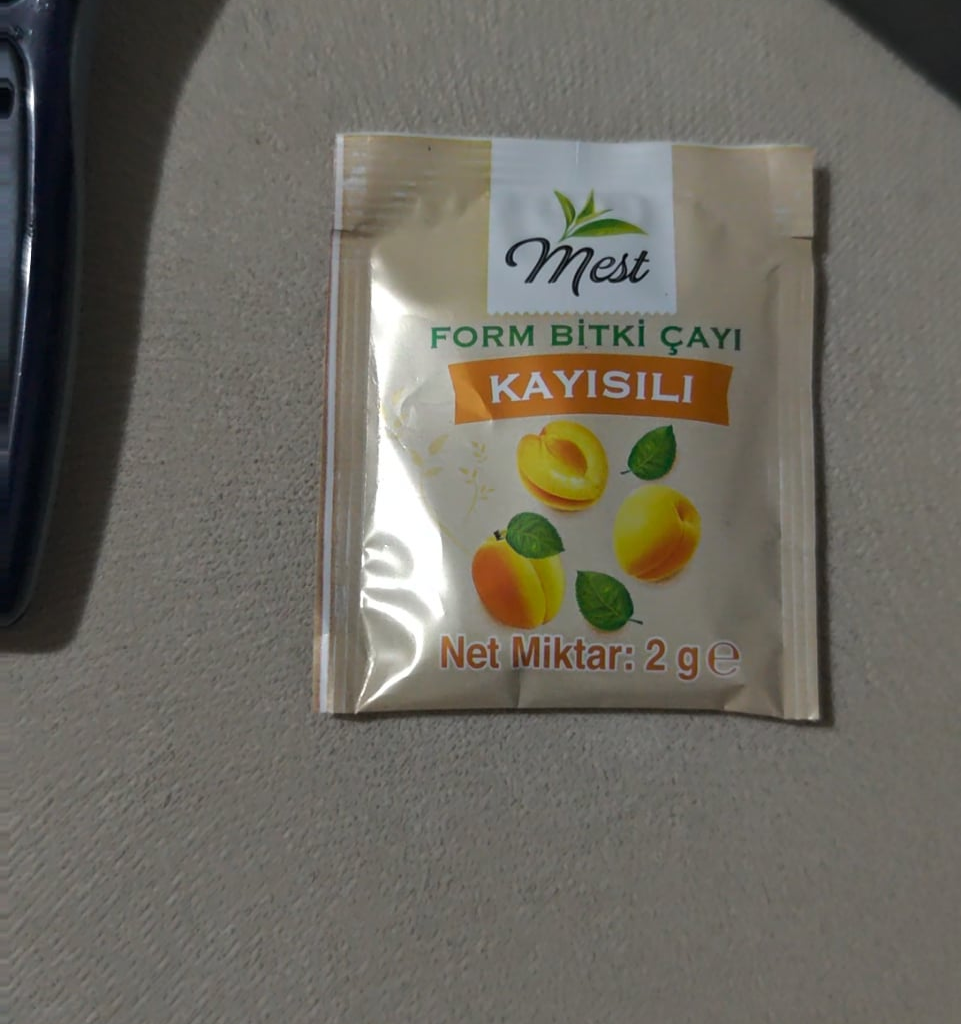 Mest
FORM BİTKİ ÇAYI
KAYISILI
Net Miktar: 2 g ℮